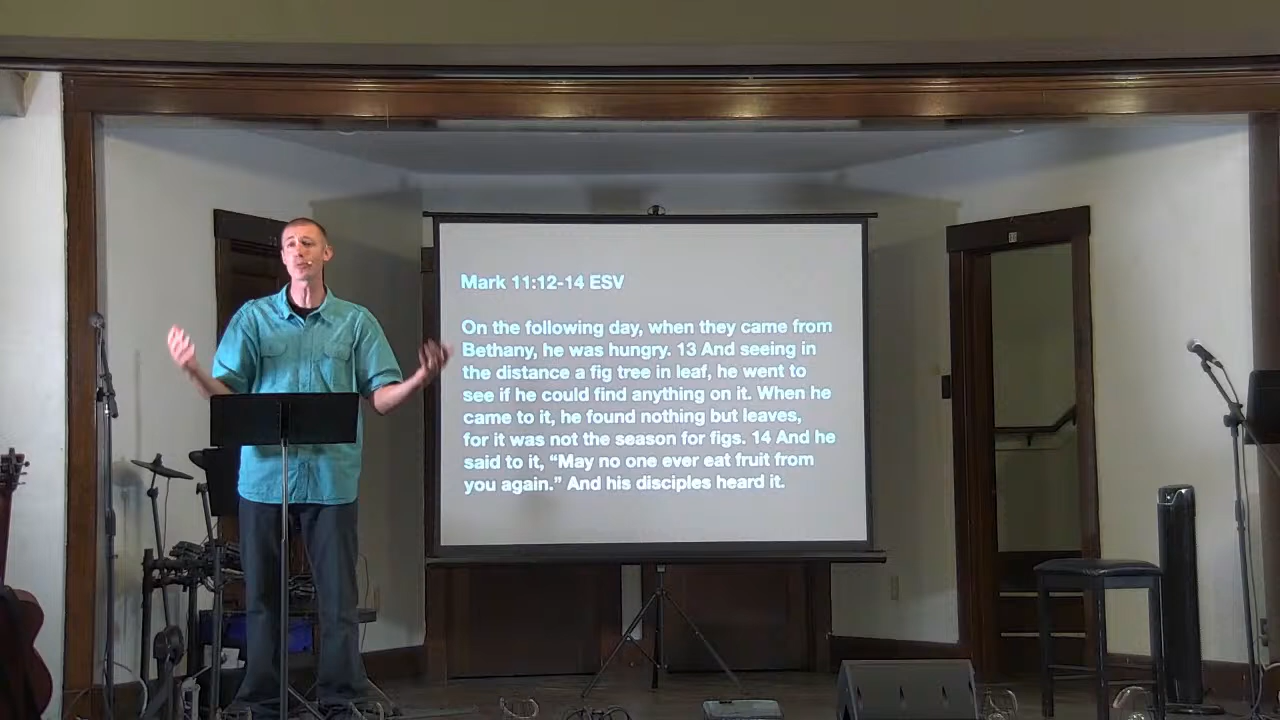 Mark 11:12-14 ESV
On the following day, when they came from
Bethany, he was hungry. 13 And seeing in
the distance a fig tree in leaf, he went to
see if he could find anything on it. When he
came to it, he found nothing but leaves,
for it was not the season for figs. 14 And he
said to it, “May no one ever eat fruit from
you again.” And his disciples heard it.